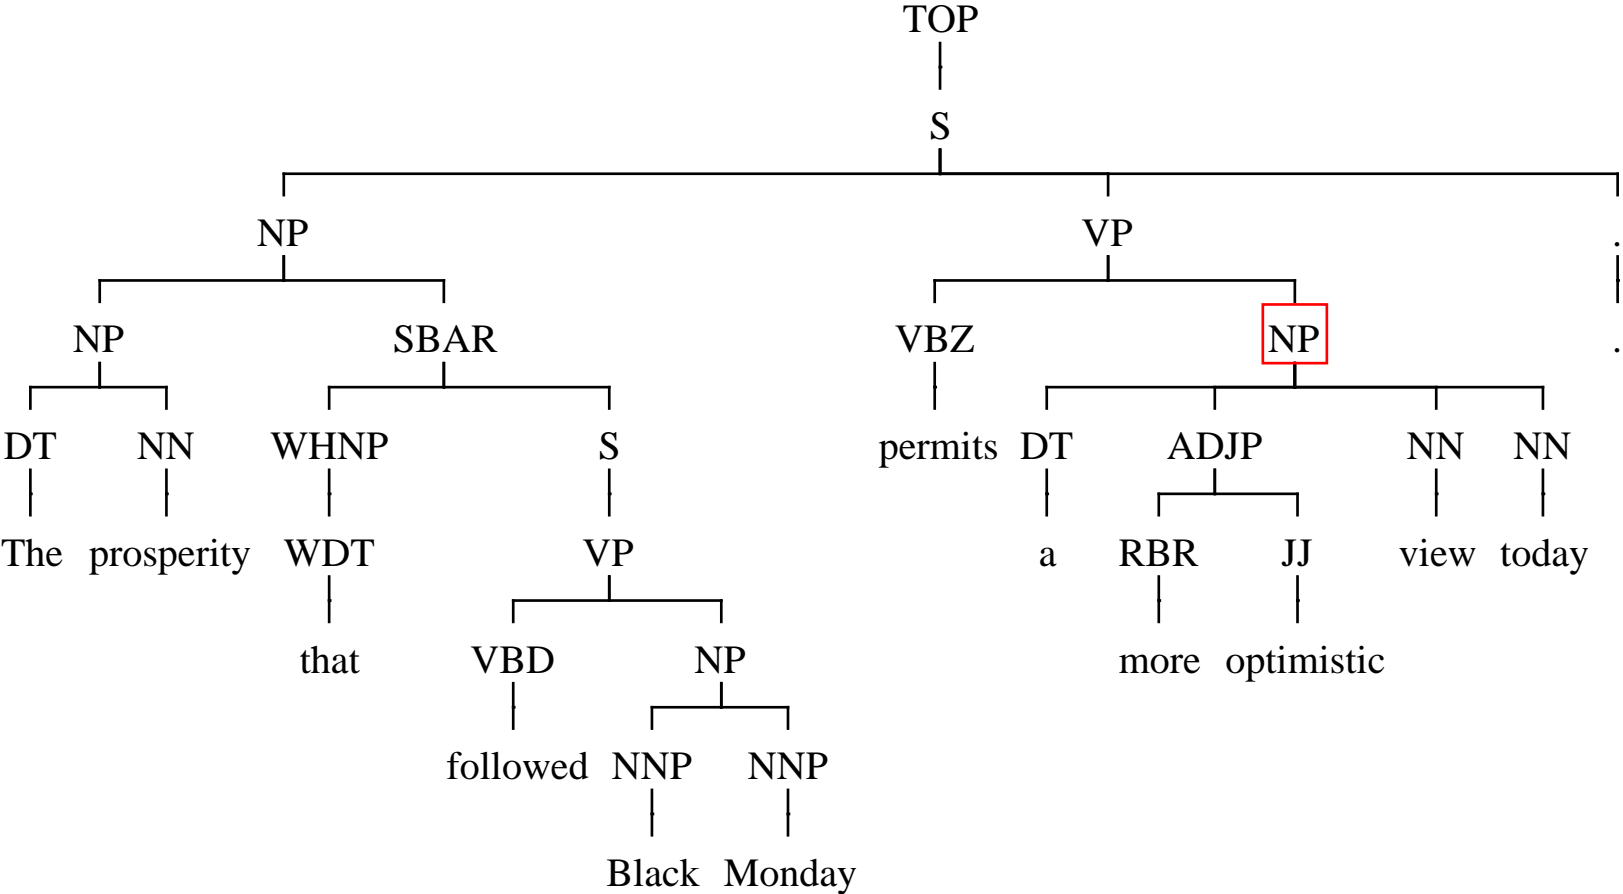 TOP
S
NP VP .
NP SBAR VBZ NP .
DT NN WHNP S permits DT ADJP NN NN
The prosperity WDT VP a RBR JJ view today
that VBD NP more optimistic
followed NNP NNP
Black Monday